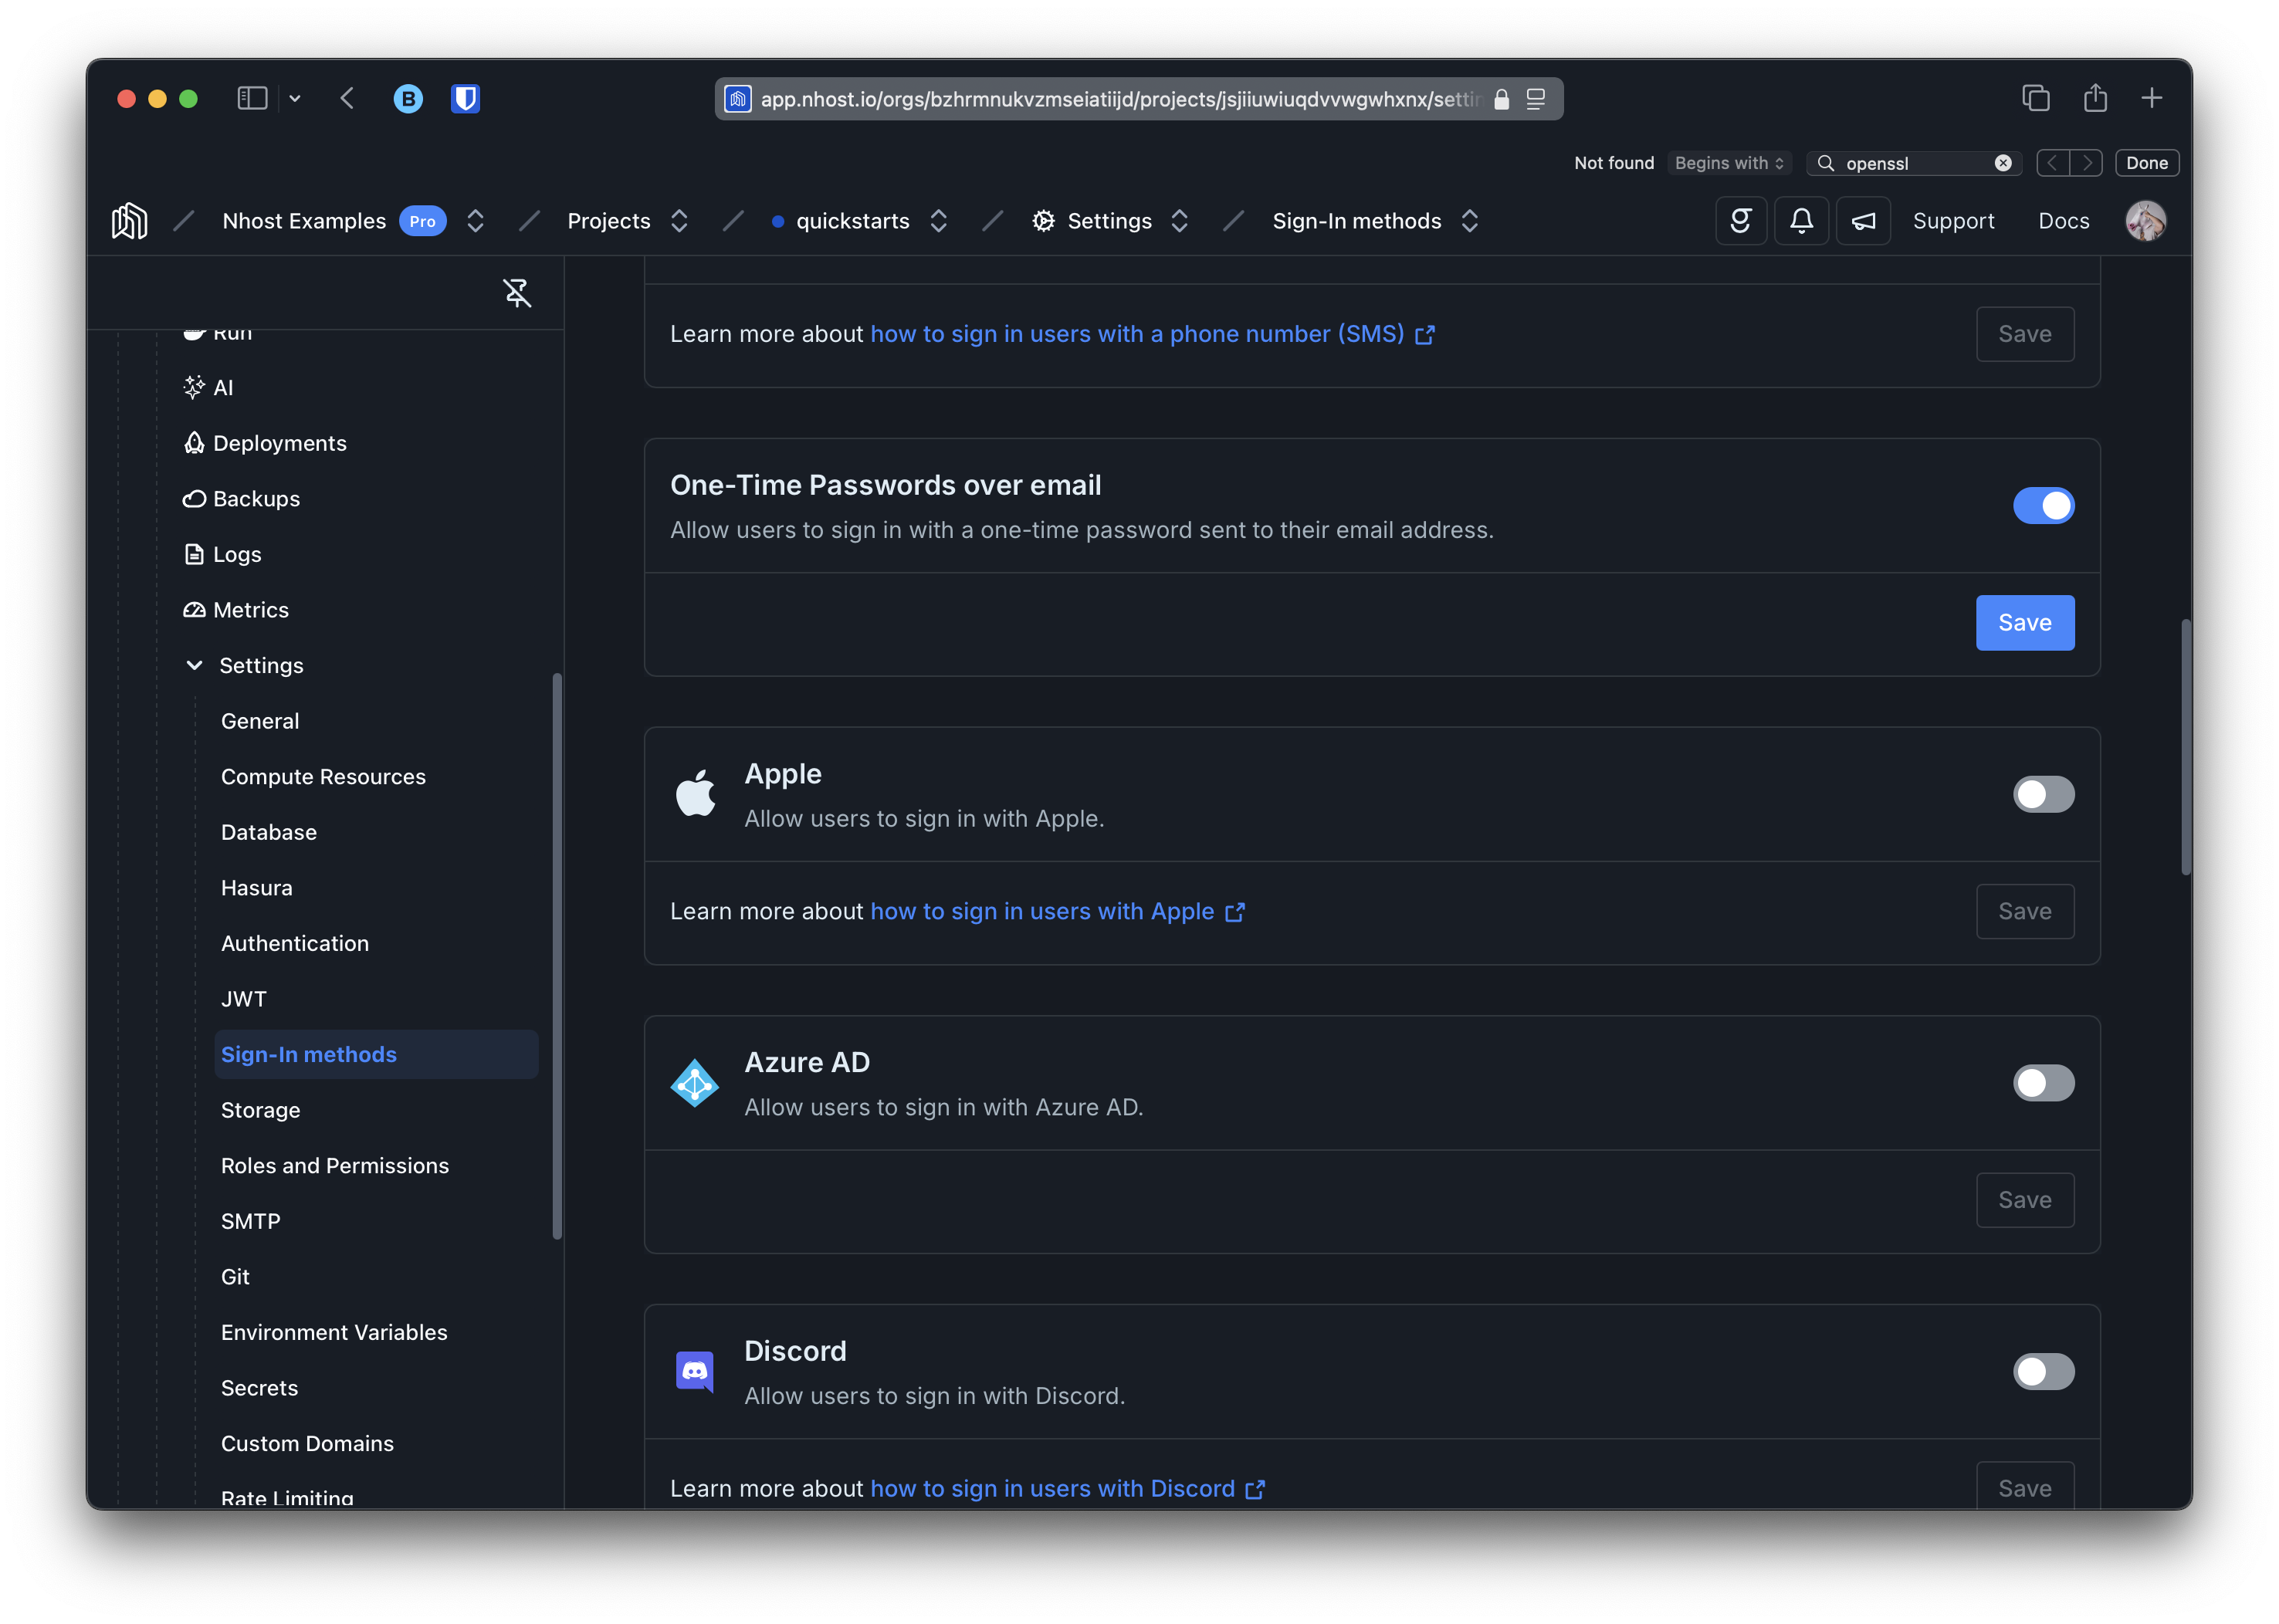 B
app.nhost.io/orgs/bzhrmnukvzmseiatiijd/projects/jsjiiuwiuqdvvwgwhxnx/settin
Not found
Begins with
openssl
Done
Nhost Examples
Pro
Projects
quickstarts
Settings
Sign-In methods
Support
Docs
Run
AI
Deployments
Backups
Logs
Metrics
Settings
General
Compute Resources
Database
Hasura
Authentication
JWT
Sign-In methods
Storage
Roles and Permissions
SMTP
Git
Environment Variables
Secrets
Custom Domains
Rate Limiting
Learn more about how to sign in users with a phone number (SMS)
Save
One-Time Passwords over email
Allow users to sign in with a one-time password sent to their email address.
Save
Apple
Allow users to sign in with Apple.
Learn more about how to sign in users with Apple
Save
Azure AD
Allow users to sign in with Azure AD.
Save
Discord
Allow users to sign in with Discord.
Learn more about how to sign in users with Discord
Save